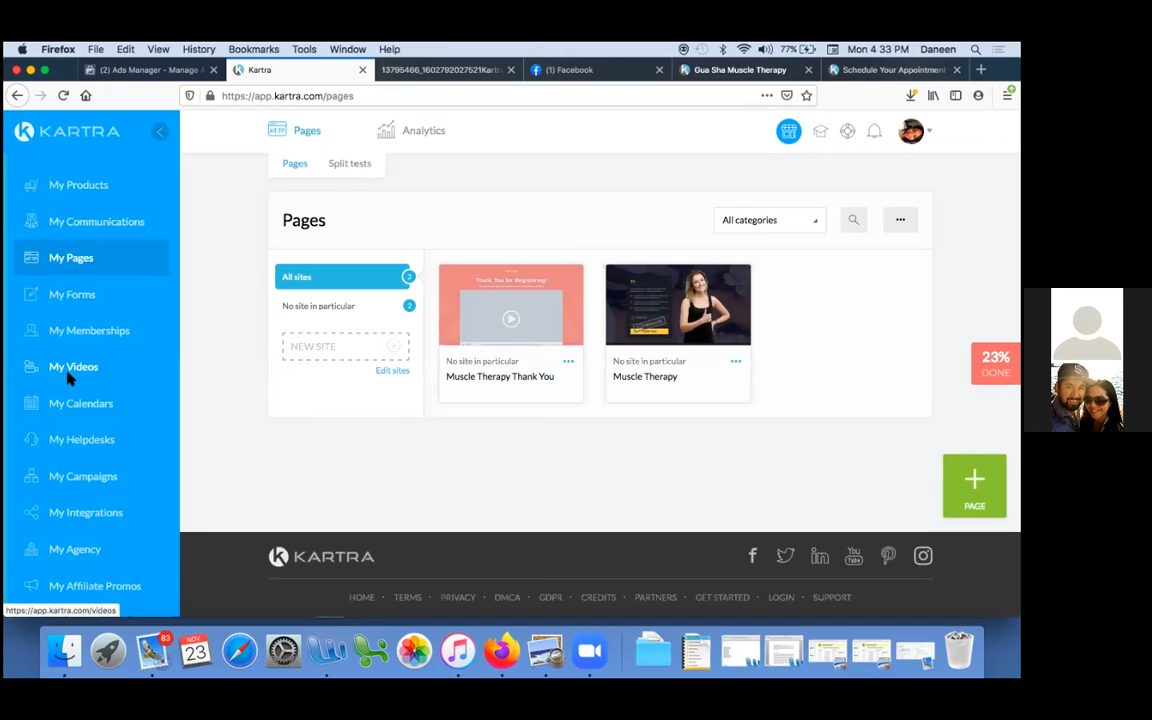 Firefox File Edit View History Bookmarks Tools Window Help 77% Mon 4 33 PM Daneen
(2) Ads Manager - Manage A Kartra 13795466_1602792027521Kartr (1) Facebook Gua Sha Muscle Therapy Schedule Your Appointment
https://app.kartra.com/pages
KARTRA
Pages
Analytics
Pages
Split tests
My Products
My Communications
My Pages
My Forms
My Memberships
My Videos
My Calendars
My Helpdesks
My Campaigns
My Integrations
My Agency
My Affiliate Promos
https://app.kartra.com/videos
Pages
All categories
All sites
2
No site in particular
2
NEW SITE
Edit sites
Thank You for Registering!
No site in particular
Muscle Therapy Thank You
No site in particular
Muscle Therapy
23%
DONE
PAGE
KARTRA
You
Tube
HOME · TERMS · PRIVACY · DMCA · GDPR · CREDITS · PARTNERS · GET STARTED · LOGIN · SUPPORT
83
NOV
23